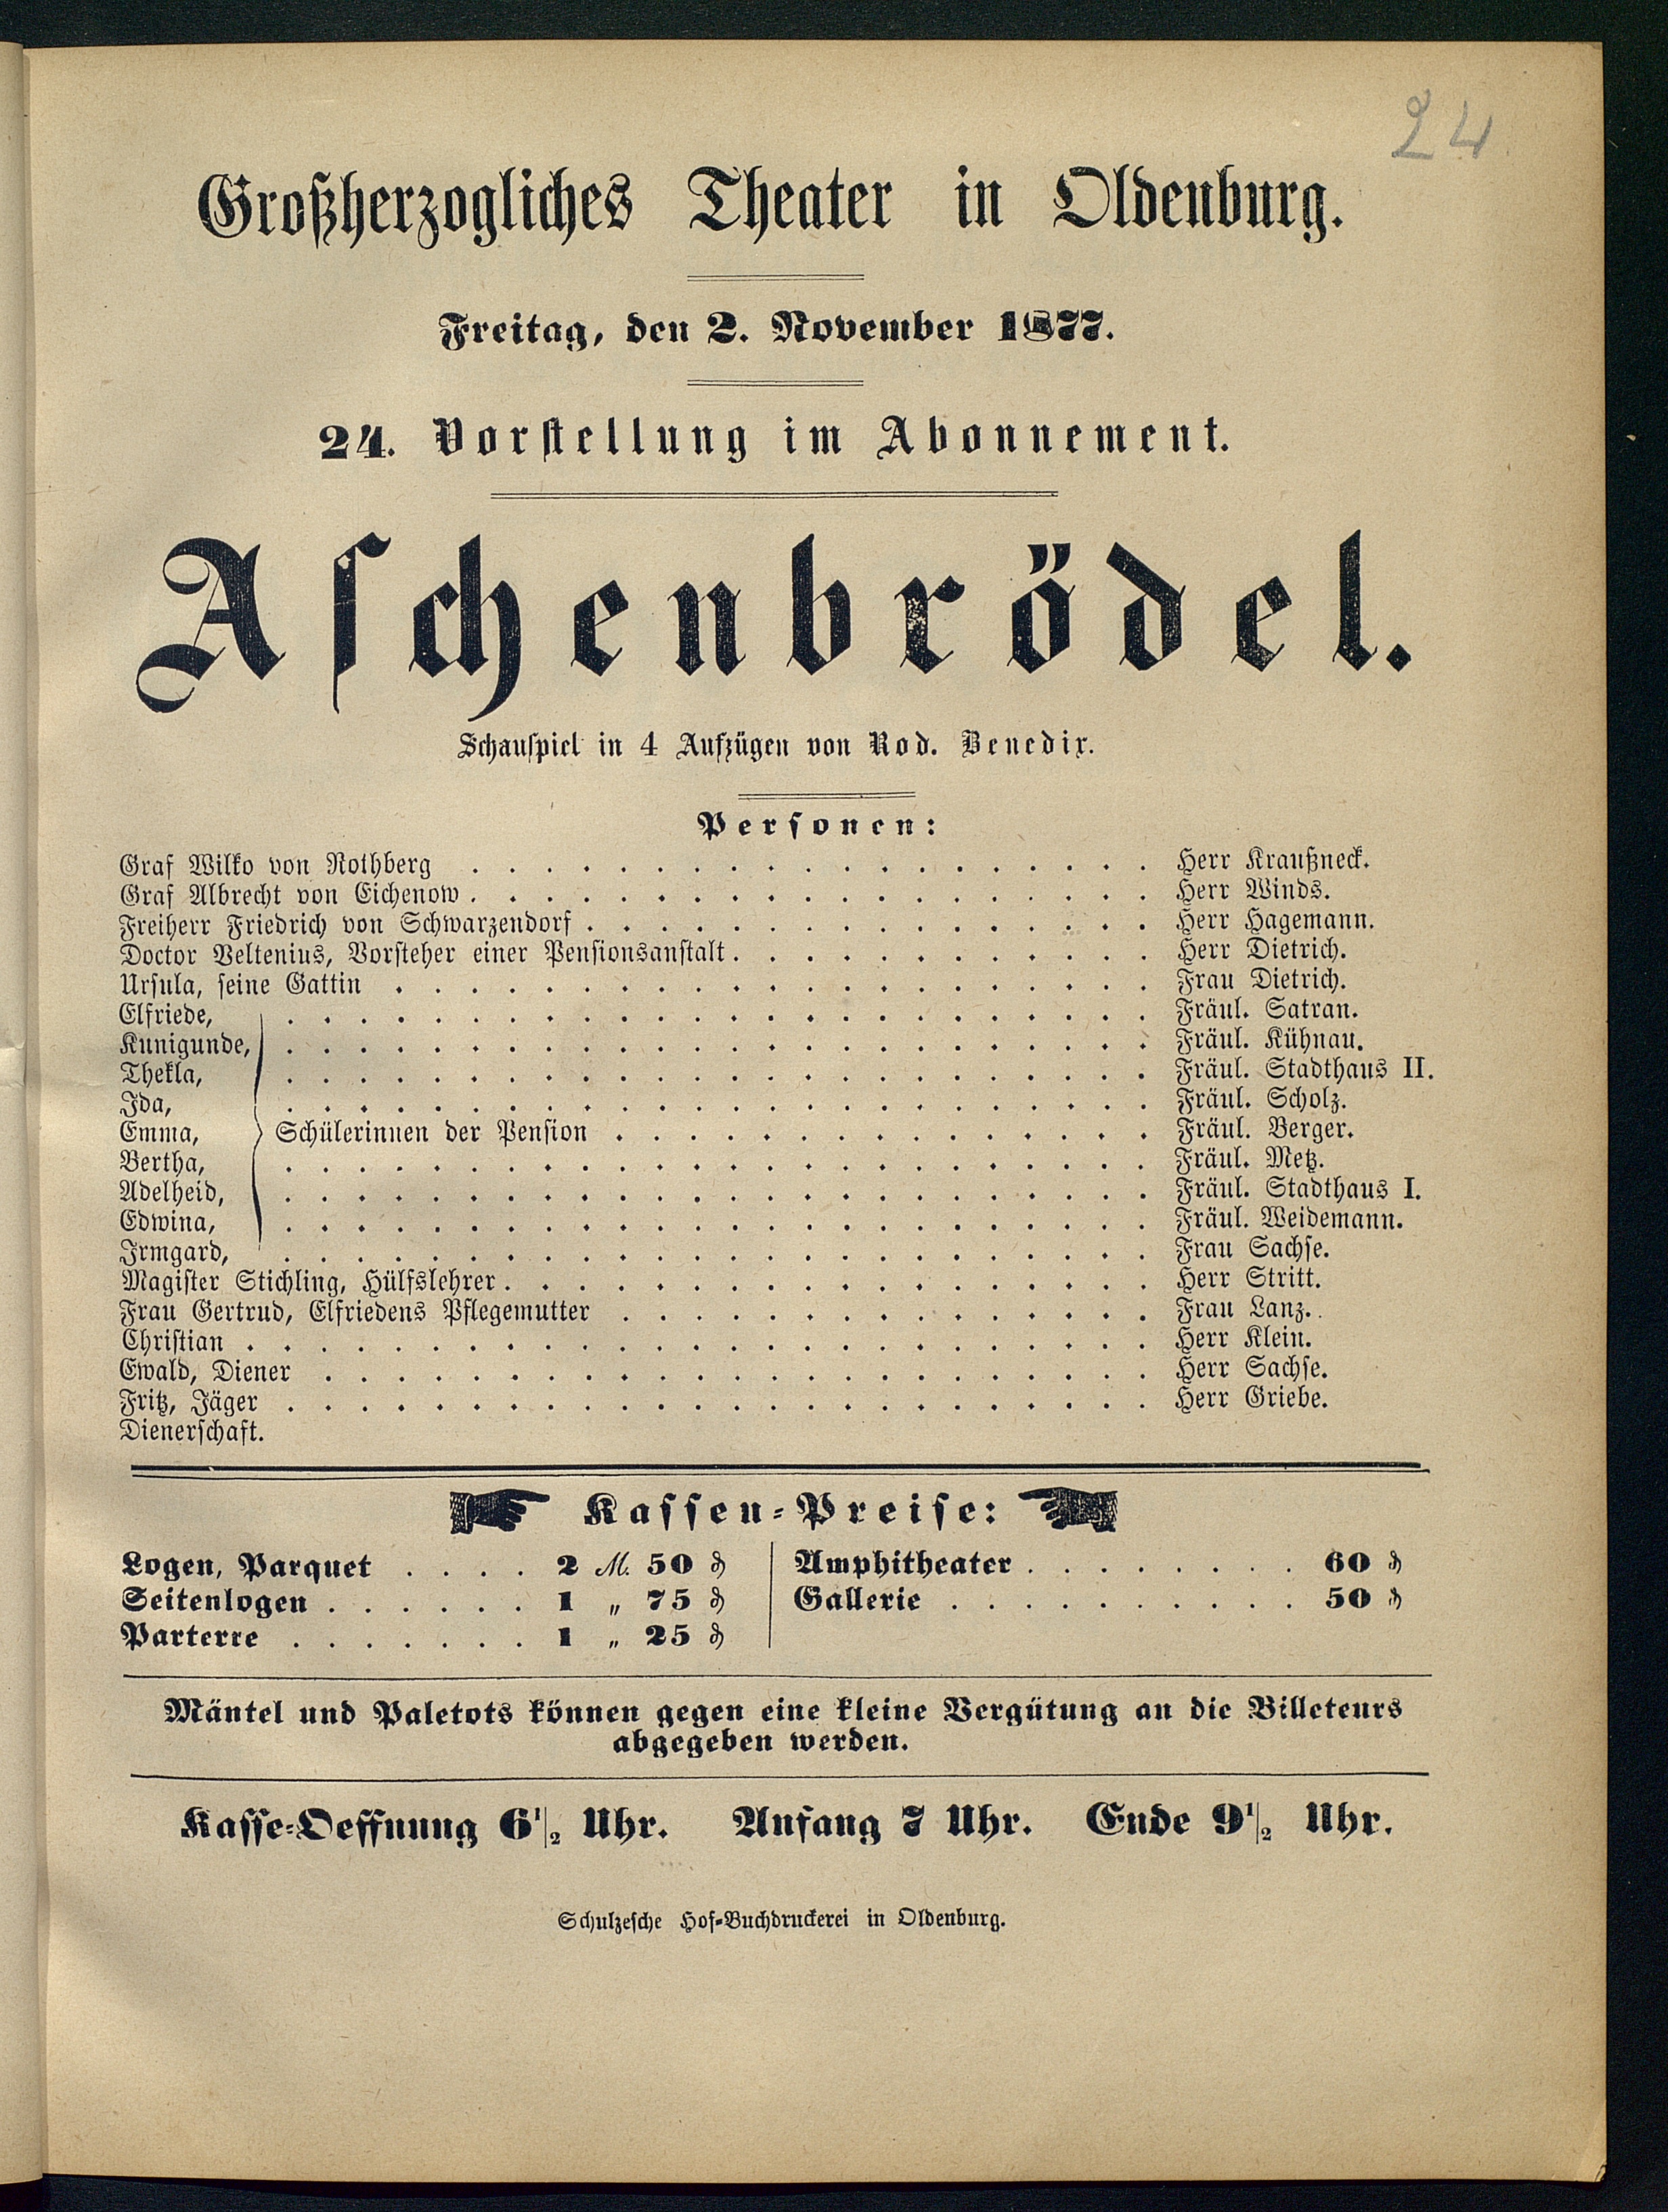 24
Großherzogliches Theater in Oldenburg.
Freitag, den 2. November 1877.
24. Vorstellung im Abonnement.
Aschenbrödel.
Schauspiel in 4 Aufzügen von Rod. Benedix.
Personen:
Graf Wilko von Rothberg . . . . . Herr Kraußneck.
Graf Albrecht von Eichenow . . . . . Herr Winds.
Freiherr Friedrich von Schwarzendorf . . . . . Herr Hagemann.
Doctor Veltenius, Vorsteher einer Pensionsanstalt . . . . . Herr Dietrich.
Ursula, seine Gattin . . . . . Frau Dietrich.
Elfriede, . . . . . Fräul. Satran.
Kunigunde, . . . . . Fräul. Kühnau.
Thekla, . . . . . Fräul. Stadthaus II.
Ida, . . . . . Fräul. Scholz.
Emma, Schülerinnen der Pension . . . . . Fräul. Berger.
Bertha, . . . . . Fräul. Metz.
Adelheid, . . . . . Fräul. Stadthaus I.
Edwina, . . . . . Fräul. Weidemann.
Irmgard, . . . . . Frau Sachse.
Magister Stichling, Hülfslehrer . . . . . Herr Stritt.
Frau Gertrud, Elfriedens Pflegemutter . . . . . Frau Lanz.
Christian . . . . . Herr Klein.
Ewald, Diener . . . . . Herr Sachse.
Fritz, Jäger . . . . . Herr Griebe.
Dienerschaft.
Kassen-Preise:
Logen, Parquet . . . . 2 M. 50 ₰
Seitenlogen . . . . . . 1 „ 75 ₰
Parterre . . . . . . . 1 „ 25 ₰
Amphitheater . . . . . . . . 60 ₰
Gallerie . . . . . . . . . . 50 ₰
Mäntel und Paletots können gegen eine kleine Vergütung an die Billeteurs
abgegeben werden.
Kasse-Oeffnung 6½ Uhr. Anfang 7 Uhr. Ende 9½ Uhr.
Schulzesche Hof-Buchdruckerei in Oldenburg.